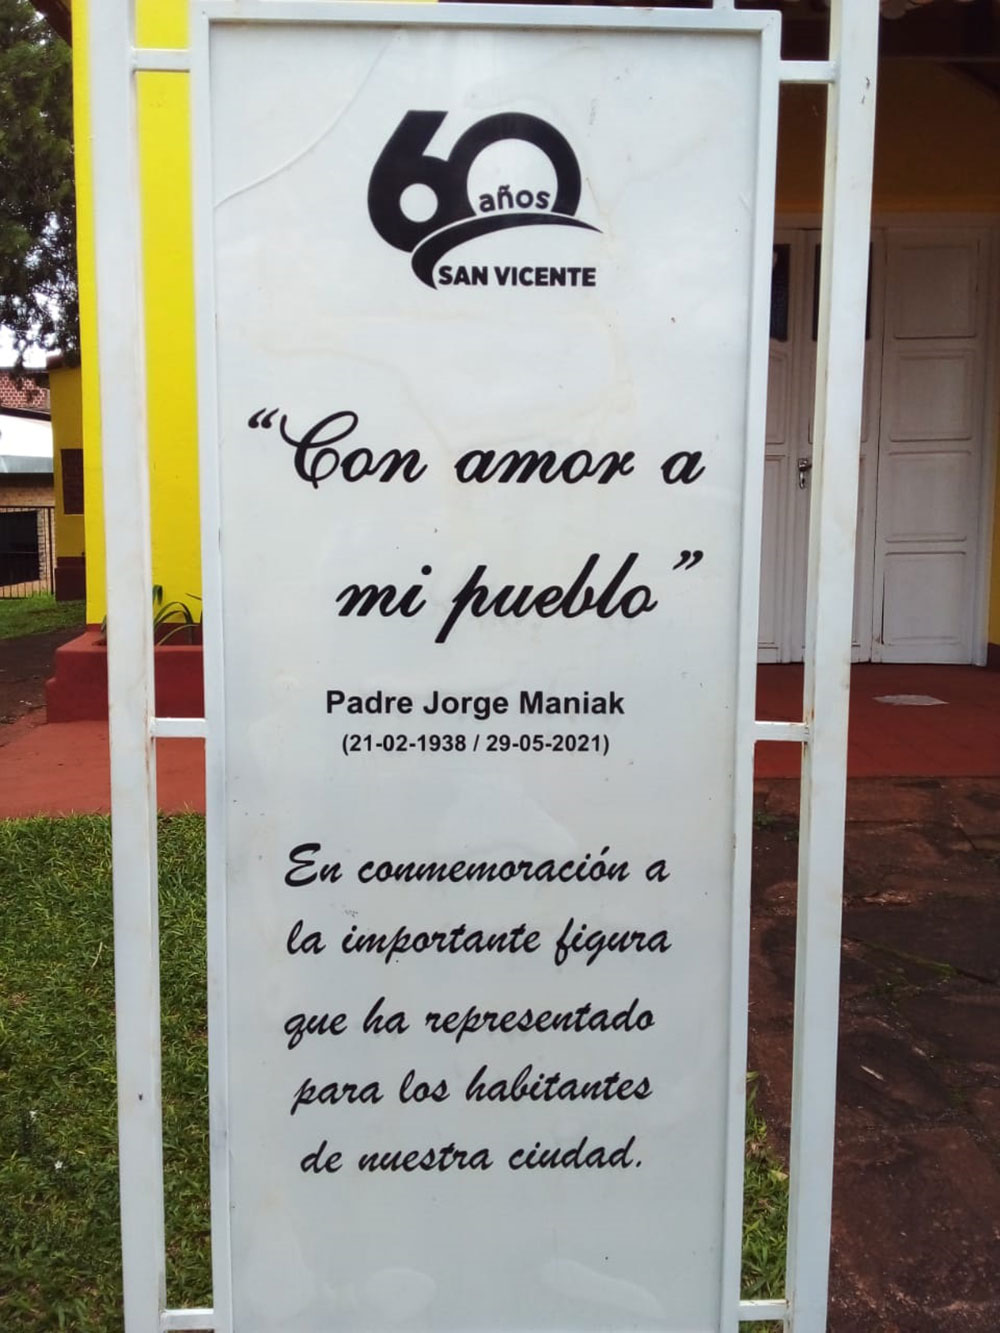 60
años
SAN VICENTE
“Con amor a
mi pueblo”
Padre Jorge Maniak
(21-02-1938 / 29-05-2021)
En conmemoración a
la importante figura
que ha representado
para los habitantes
de nuestra ciudad.